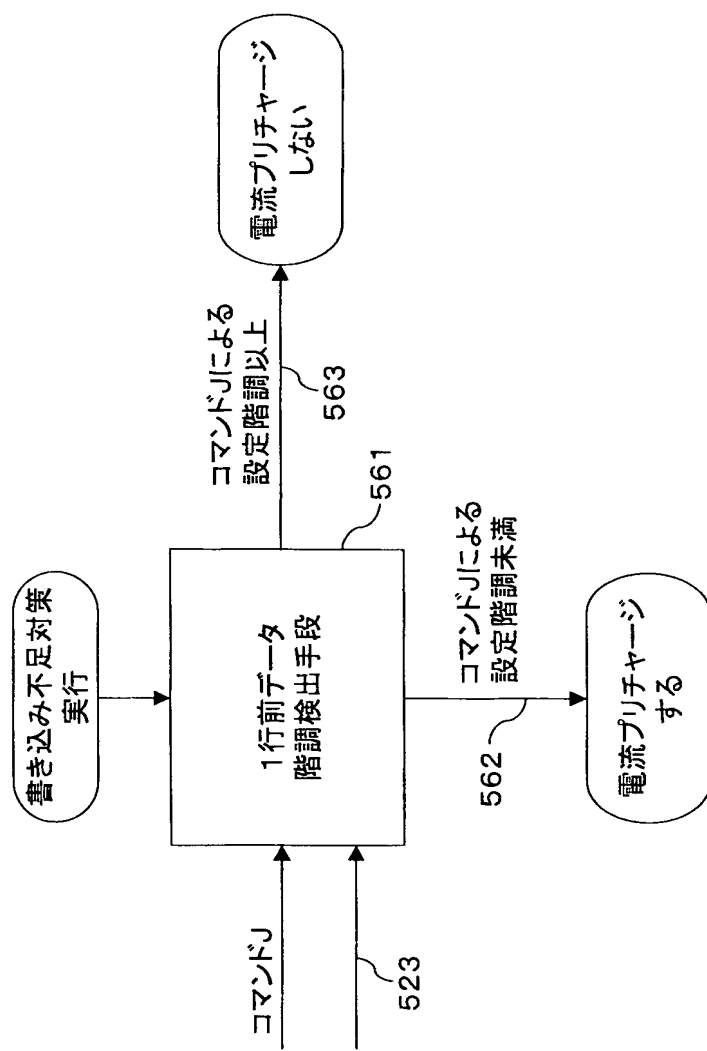 書き込み不足対策
実行
コマンドJ
523
1行前データ
階調検出手段
561
コマンドJによる
設定階調以上
563
電流プリチャージ
しない
コマンドJによる
設定階調未満
562
電流プリチャージ
する